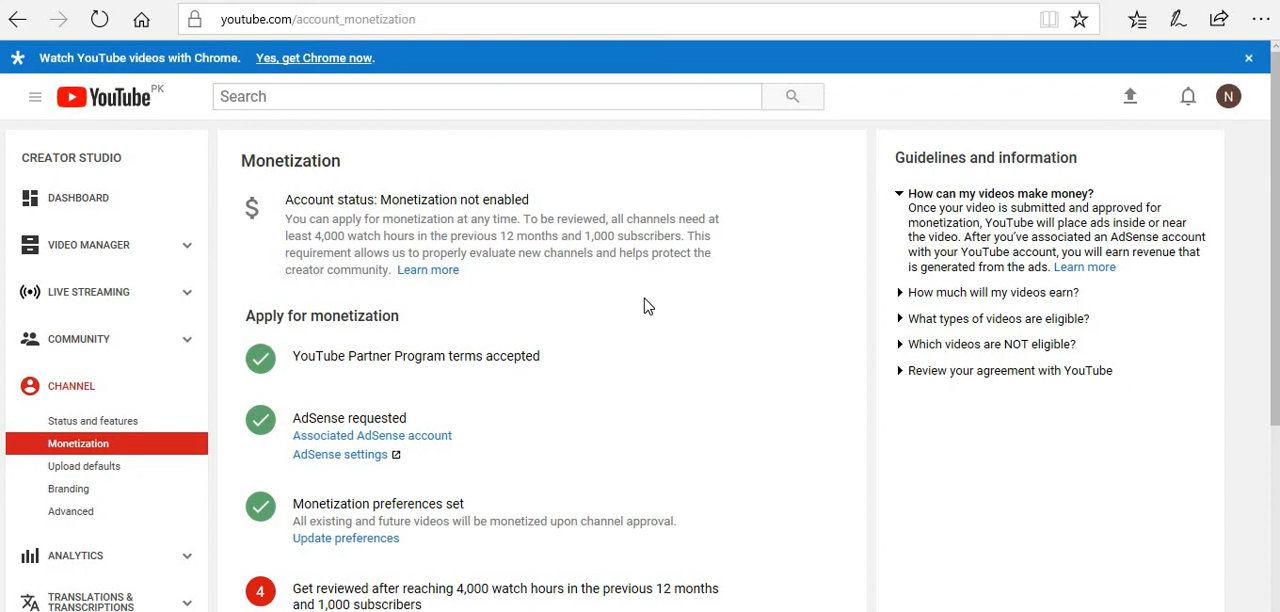 youtube.com/account_monetization
Watch YouTube videos with Chrome. Yes, get Chrome now. ×
YouTube PK
Search
N
CREATOR STUDIO
DASHBOARD
VIDEO MANAGER
LIVE STREAMING
COMMUNITY
CHANNEL
Status and features
Monetization
Upload defaults
Branding
Advanced
ANALYTICS
TRANSLATIONS &
TRANSCRIPTIONS
Monetization
$
Account status: Monetization not enabled
You can apply for monetization at any time. To be reviewed, all channels need at
least 4,000 watch hours in the previous 12 months and 1,000 subscribers. This
requirement allows us to properly evaluate new channels and helps protect the
creator community. Learn more
Apply for monetization
YouTube Partner Program terms accepted
AdSense requested
Associated AdSense account
AdSense settings
Monetization preferences set
All existing and future videos will be monetized upon channel approval.
Update preferences
4
Get reviewed after reaching 4,000 watch hours in the previous 12 months
and 1,000 subscribers
Guidelines and information
How can my videos make money?
Once your video is submitted and approved for
monetization, YouTube will place ads inside or near
the video. After you've associated an AdSense account
with your YouTube account, you will earn revenue that
is generated from the ads. Learn more
How much will my videos earn?
What types of videos are eligible?
Which videos are NOT eligible?
Review your agreement with YouTube